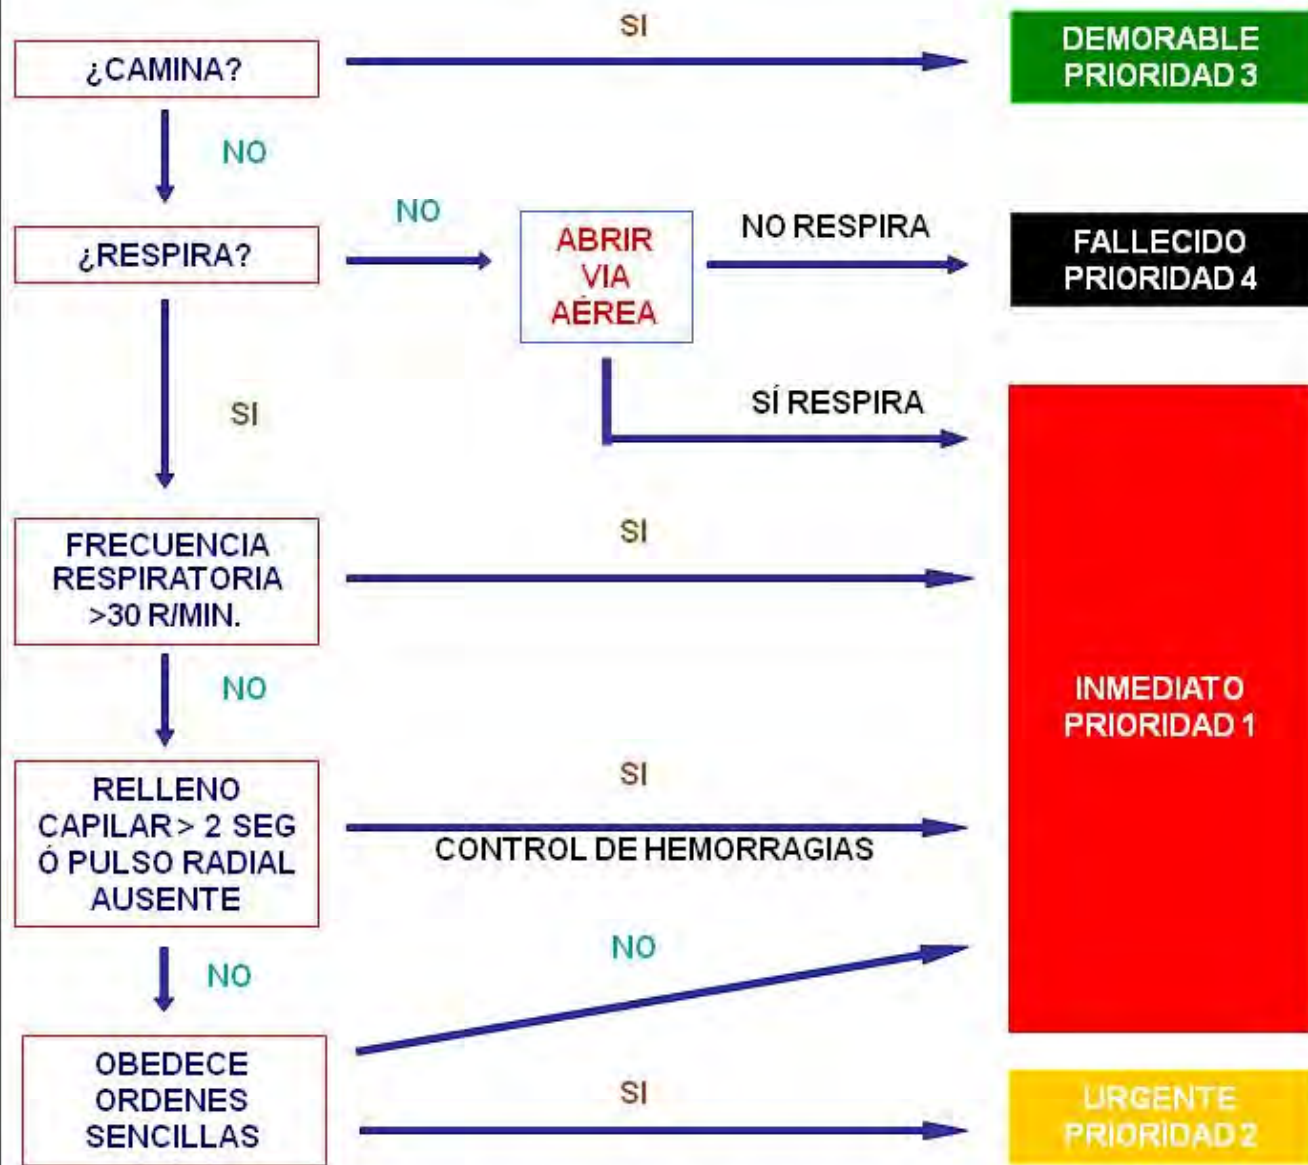 SI
¿CAMINA?
DEMORABLE
PRIORIDAD 3
NO
¿RESPIRA?
NO
ABRIR
VIA
AÉREA
NO RESPIRA
FALLECIDO
PRIORIDAD 4
SÍ RESPIRA
SI
FRECUENCIA
RESPIRATORIA
>30 R/MIN.
SI
NO
INMEDIATO
PRIORIDAD 1
RELLENO
CAPILAR > 2 SEG
Ó PULSO RADIAL
AUSENTE
SI
CONTROL DE HEMORRAGIAS
NO
NO
OBEDECE
ORDENES
SENCILLAS
SI
URGENTE
PRIORIDAD 2